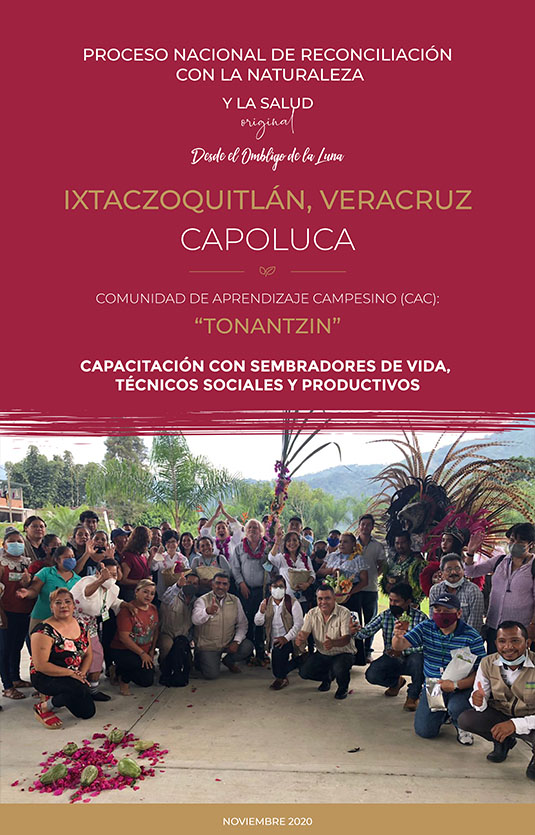 PROCESO NACIONAL DE RECONCILIACIÓN
CON LA NATURALEZA
Y LA SALUD
original
Desde el Ombligo de la Luna
IXTACZOQUITLÁN, VERACRUZ
CAPOLUCA
COMUNIDAD DE APRENDIZAJE CAMPESINO (CAC):
“TONANTZIN”
CAPACITACIÓN CON SEMBRADORES DE VIDA,
TÉCNICOS SOCIALES Y PRODUCTIVOS
NOVIEMBRE 2020